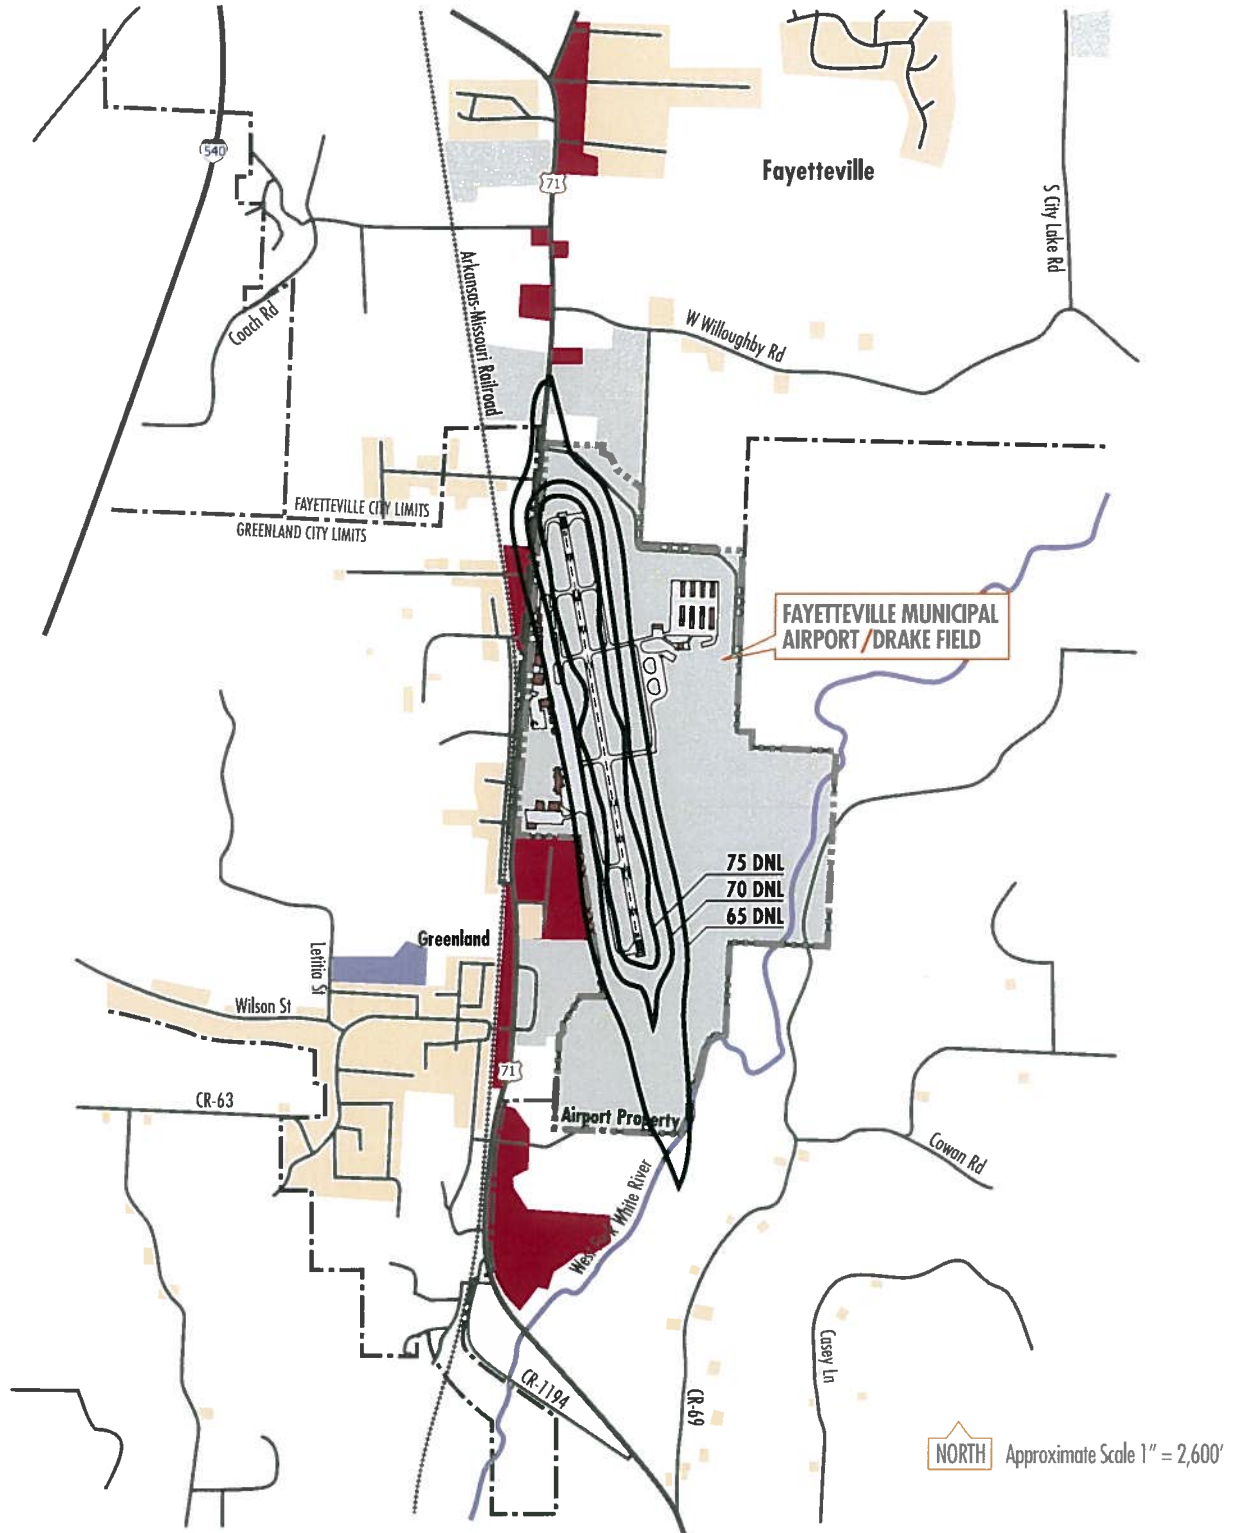 540
71
Fayetteville
S City Lake Rd
Arkansas-Missouri Railroad
Coach Rd
W Willoughby Rd
FAYETTEVILLE CITY LIMITS
GREENLAND CITY LIMITS
FAYETTEVILLE MUNICIPAL
AIRPORT / DRAKE FIELD
75 DNL
70 DNL
65 DNL
Greenland
Letitia St
Wilson St
71
CR-63
Airport Property
Cowan Rd
West Fork White River
Casey Ln
CR-1194
CR-69
NORTH Approximate Scale 1" = 2,600'